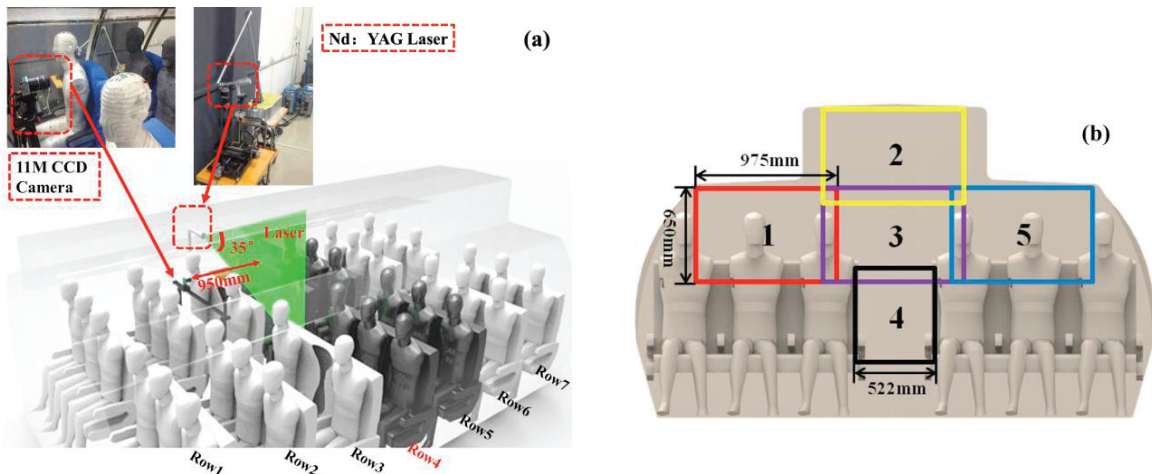 Nd：YAG Laser
(a)
11M CCD
Camera
Laser
35°
950mm
Row7
Row6
Row5
Row4
Row3
Row2
Row1
(b)
2
975mm
650mm
1
3
5
4
522mm